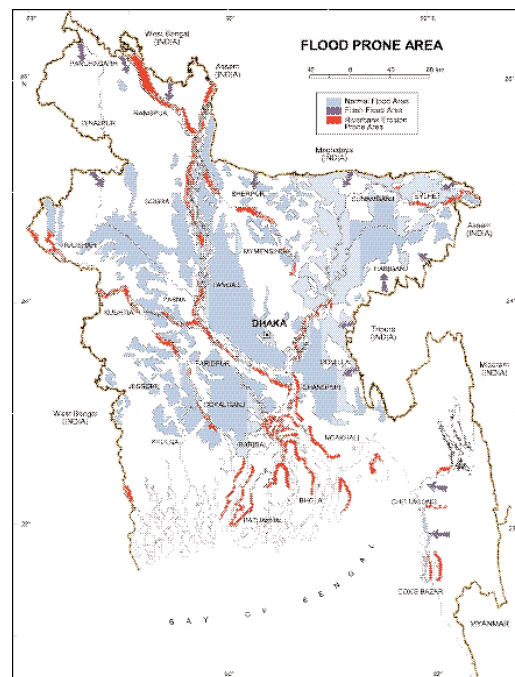 FLOOD PRONE AREA
Normal Flood Area
Flash Flood Area
Riverbank Erosion
Prone Area
West Bengal
(INDIA)
Assam
(INDIA)
PANCHAGARH
DINAJPUR
RANGPUR
Meghalaya
(INDIA)
BOGRA
SHERPUR
SUNAMGANJ
SYLHET
Assam
(INDIA)
RAJSHAHI
MYMENSINGH
HABIGANJ
24°
TANGAIL
PABNA
KUSHTIA
DHAKA
Tripura
(INDIA)
Mizoram
(INDIA)
COMILLA
FARIDPUR
CHANDPUR
JESSORE
GOPALGANJ
West Bengal
(INDIA)
KHULNA
BARISAL
NOAKHALI
BHOLA
CHITTAGONG
PATUAKHALI
COX'S BAZAR
BAY OF BENGAL
MYANMAR